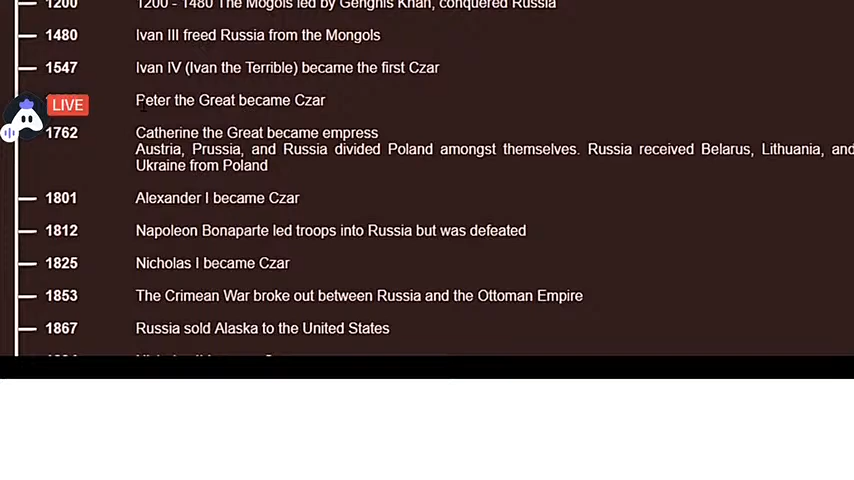 1200 1200 - 1480 The Mogols led by Genghis Khan, conquered Russia
1480 Ivan III freed Russia from the Mongols
1547 Ivan IV (Ivan the Terrible) became the first Czar
LIVE Peter the Great became Czar
1762 Catherine the Great became empress
Austria, Prussia, and Russia divided Poland amongst themselves. Russia received Belarus, Lithuania, and
Ukraine from Poland
1801 Alexander I became Czar
1812 Napoleon Bonaparte led troops into Russia but was defeated
1825 Nicholas I became Czar
1853 The Crimean War broke out between Russia and the Ottoman Empire
1867 Russia sold Alaska to the United States